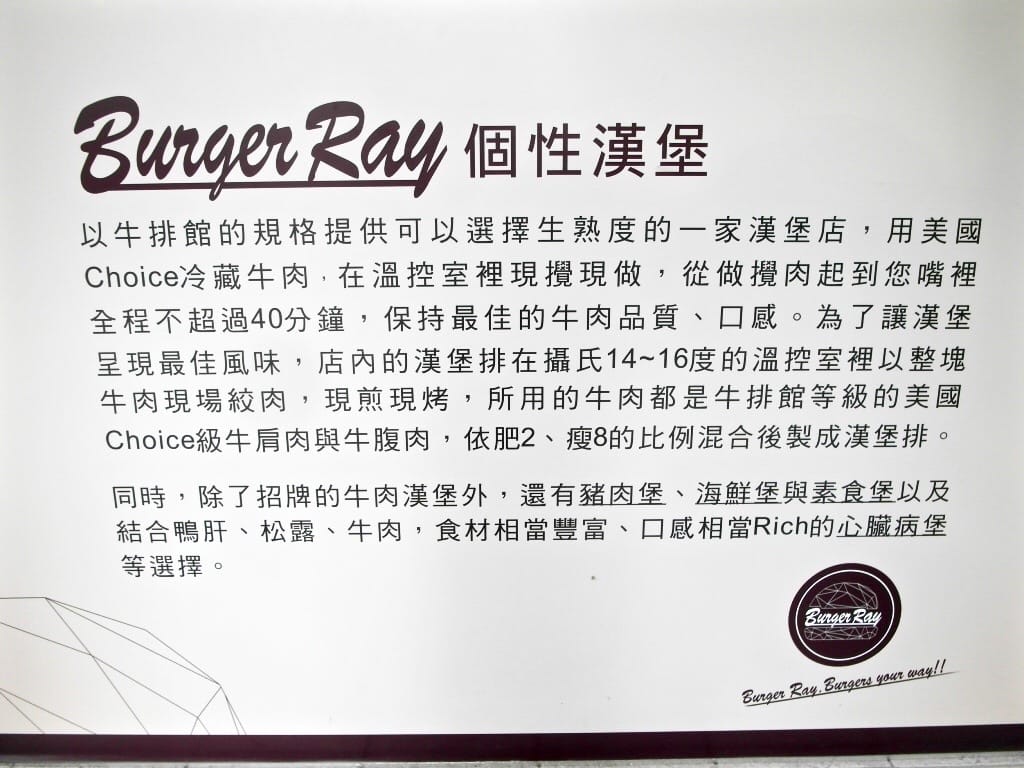 Burger Ray 個性漢堡
以牛排館的規格提供可以選擇生熟度的一家漢堡店，用美國
Choice冷藏牛肉，在溫控室裡現攪現做，從做攪肉起到您嘴裡
全程不超過40分鐘，保持最佳的牛肉品質、口感。為了讓漢堡
呈現最佳風味，店內的漢堡排在攝氏14~16度的溫控室裡以整塊
牛肉現場絞肉，現煎現烤，所用的牛肉都是牛排館等級的美國
Choice級牛肩肉與牛腹肉，依肥2、瘦8的比例混合後製成漢堡排。
同時，除了招牌的牛肉漢堡外，還有豬肉堡、海鮮堡與素食堡以及
結合鴨肝、松露、牛肉，食材相當豐富、口感相當Rich的心臟病堡
等選擇。
Burger Ray
Burger Ray.Burgers your way!!